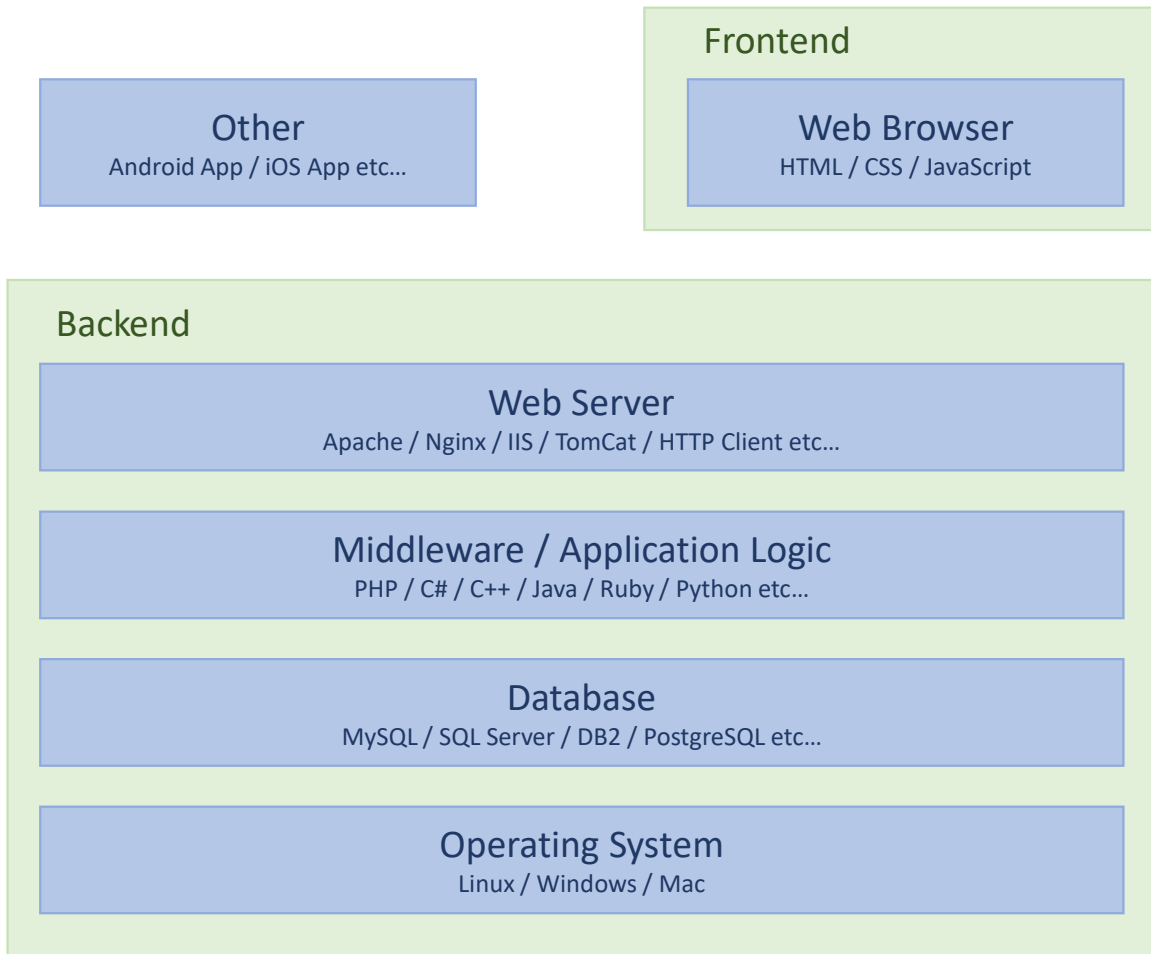 Frontend
Other
Android App / iOS App etc…
Web Browser
HTML / CSS / JavaScript
Backend
Web Server
Apache / Nginx / IIS / TomCat / HTTP Client etc…
Middleware / Application Logic
PHP / C# / C++ / Java / Ruby / Python etc…
Database
MySQL / SQL Server / DB2 / PostgreSQL etc…
Operating System
Linux / Windows / Mac